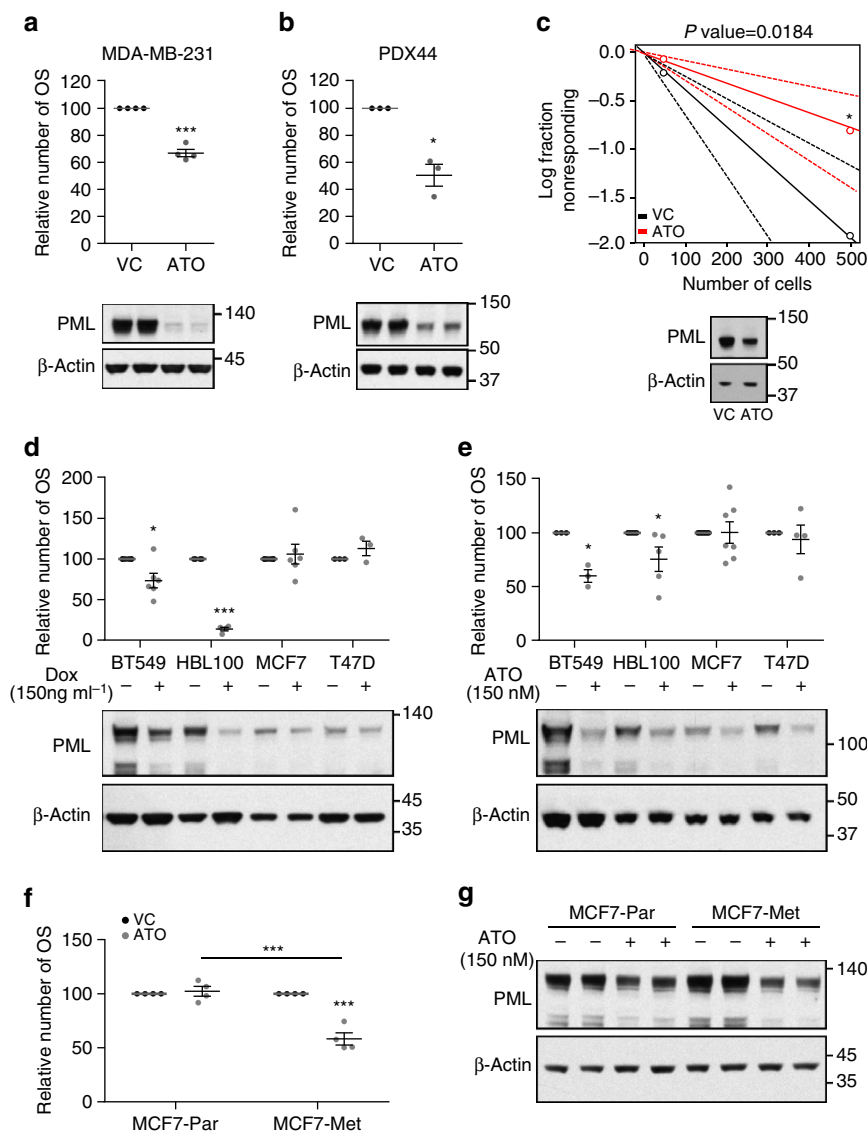 a
MDA-MB-231
Relative number of OS
120
100
80
60
40
20
0
***
VC ATO
PML
β-Actin
140
45
b
PDX44
Relative number of OS
120
100
80
60
40
20
0
*
VC ATO
PML
β-Actin
150
50
37
c
P value=0.0184
Log fraction
nonresponding
0.0
−0.5
−1.0
−1.5
−2.0
*
VC
ATO
0 100 200 300 400 500
Number of cells
PML
β-Actin
150
50
37
VC ATO
d
Relative number of OS
200
150
100
50
0
* *** 
BT549 HBL100 MCF7 T47D
Dox
(150ng ml−1)
− + − + − + − +
PML
β-Actin
140
45
35
e
Relative number of OS
150
100
50
0
* *
BT549 HBL100 MCF7 T47D
ATO
(150 nM)
− + − + − + − +
PML
β-Actin
100
50
37
f
VC
ATO
Relative number of OS
150
100
50
0
***
***
MCF7-Par MCF7-Met
g
MCF7-Par MCF7-Met
ATO
(150 nM)
− − + + − − + +
PML
β-Actin
140
45
35